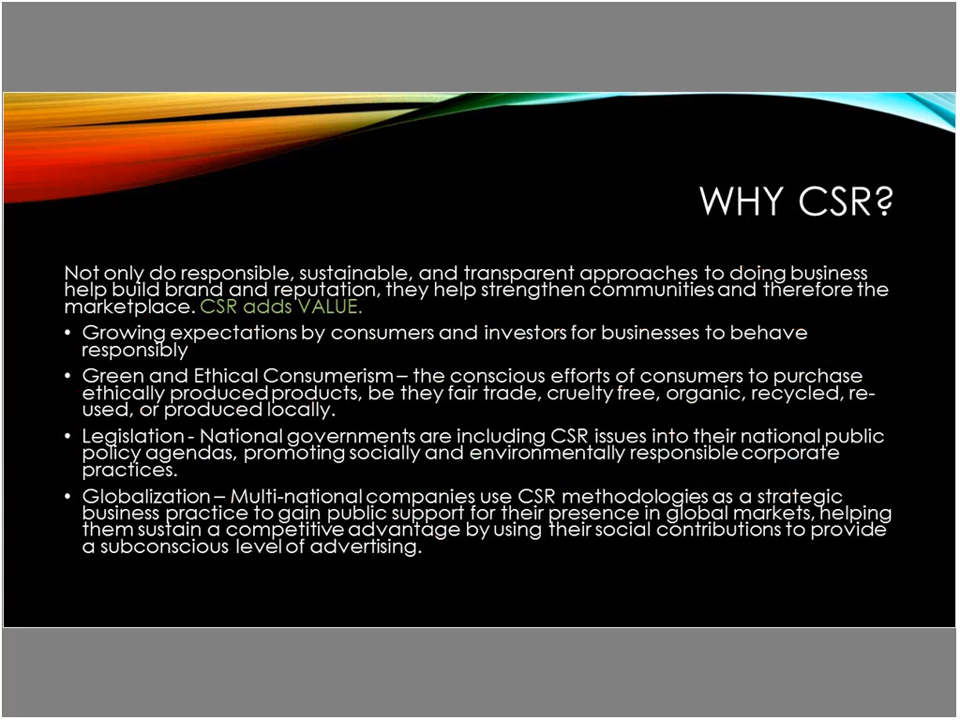 WHY CSR?
Not only do responsible, sustainable, and transparent approaches to doing business
help build brand and reputation, they help strengthen communities and therefore the
marketplace. CSR adds VALUE.
• Growing expectations by consumers and investors for businesses to behave
responsibly
• Green and Ethical Consumerism – the conscious efforts of consumers to purchase
ethically produced products, be they fair trade, cruelty free, organic, recycled, re-
used, or produced locally.
• Legislation - National governments are including CSR issues into their national public
policy agendas, promoting socially and environmentally responsible corporate
practices.
• Globalization – Multi-national companies use CSR methodologies as a strategic
business practice to gain public support for their presence in global markets, helping
them sustain a competitive advantage by using their social contributions to provide
a subconscious level of advertising.